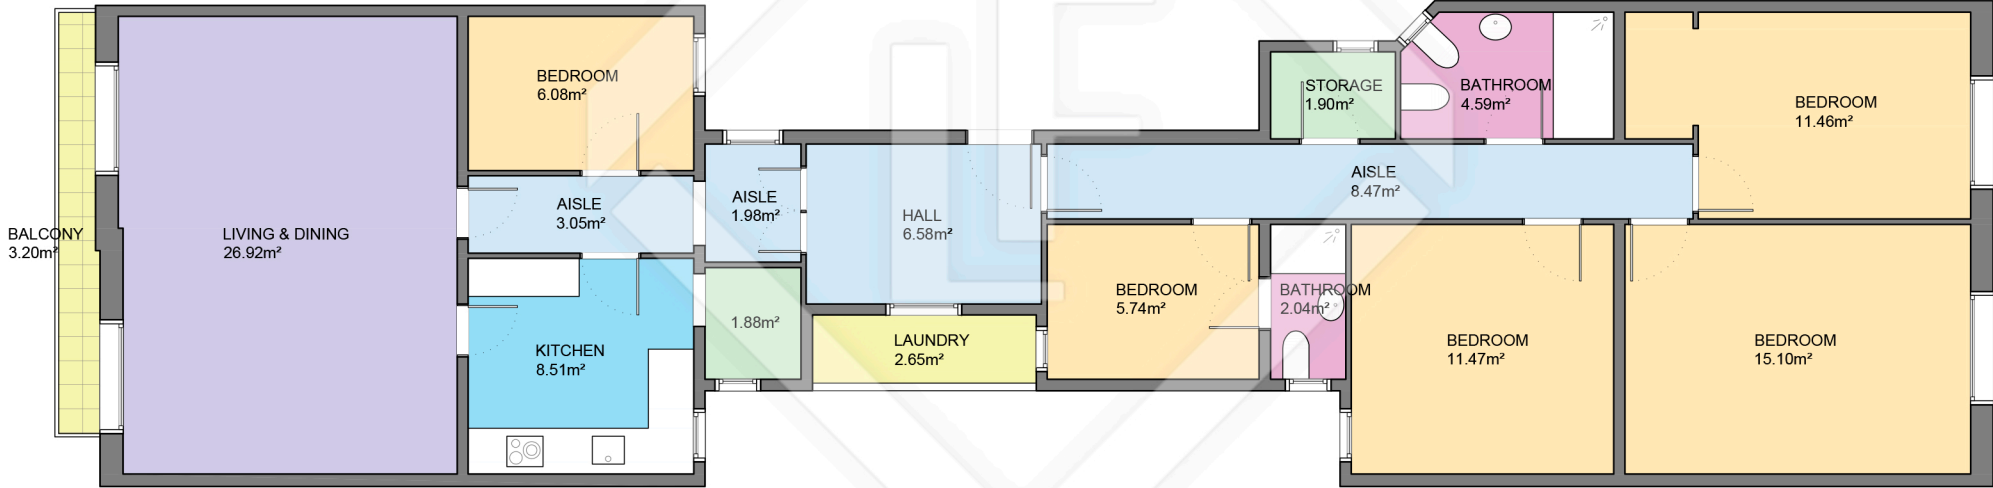 BALCONY
3.20m²
LIVING & DINING
26.92m²
BEDROOM
6.08m²
AISLE
3.05m²
KITCHEN
8.51m²
AISLE
1.98m²
1.88m²
HALL
6.58m²
LAUNDRY
2.65m²
STORAGE
1.90m²
BATHROOM
4.59m²
BEDROOM
11.46m²
AISLE
8.47m²
BEDROOM
5.74m²
BATHROOM
2.04m²
BEDROOM
11.47m²
BEDROOM
15.10m²